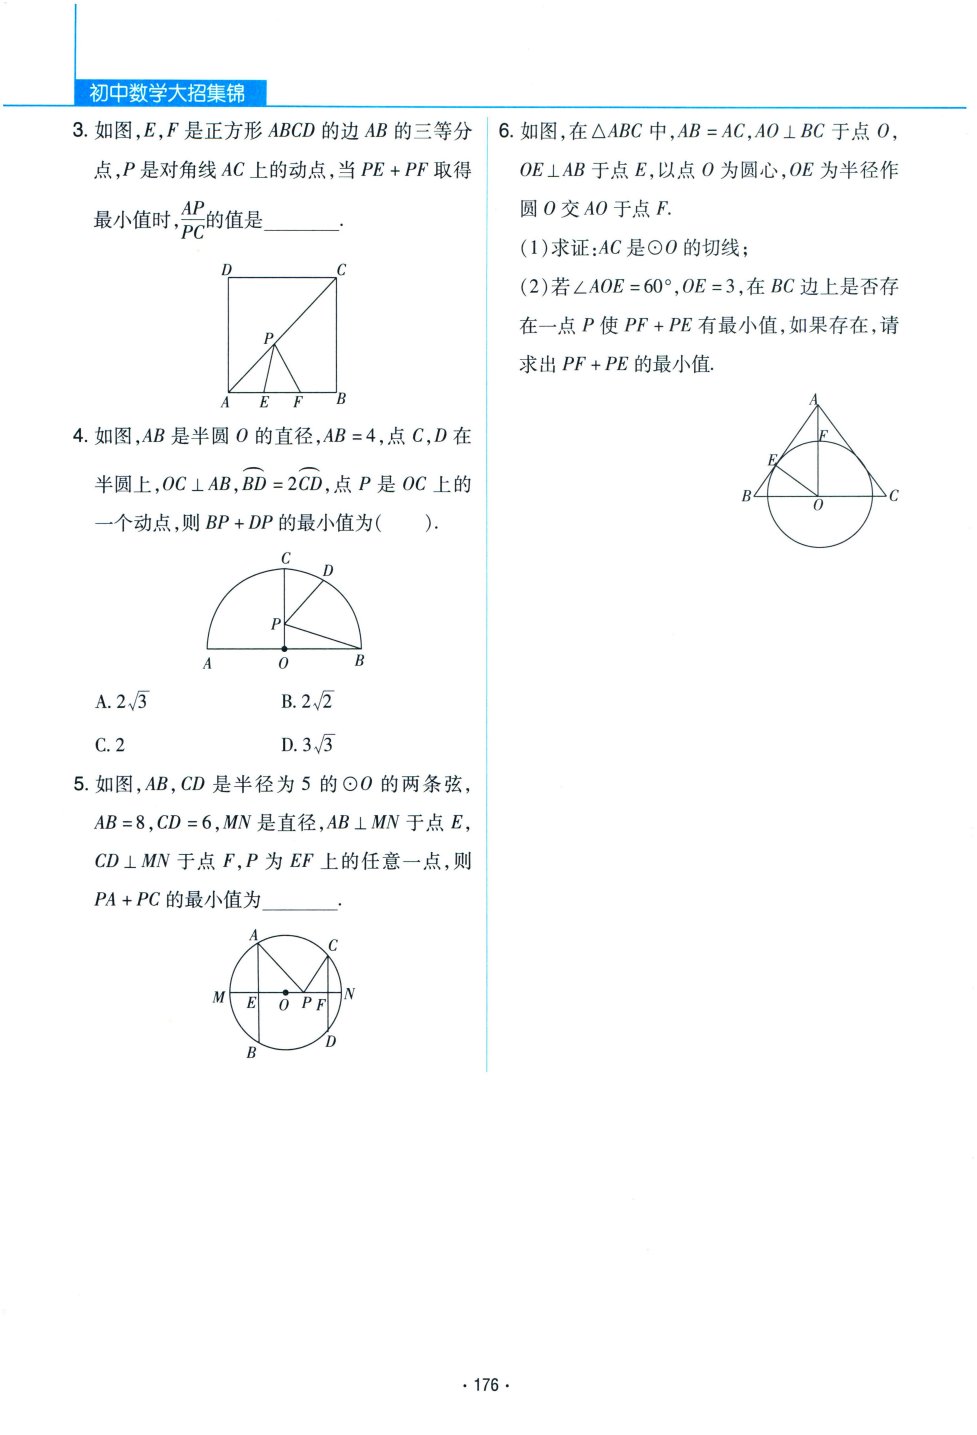 初中数学大招集锦
3. 如图,E,F 是正方形 ABCD 的边 AB 的三等分
点,P 是对角线 AC 上的动点,当 PE + PF 取得
最小值时,AP/PC的值是________.
D
C
P
A
E
F
B
4. 如图,AB 是半圆 O 的直径,AB = 4,点 C,D 在
半圆上,OC⊥AB,\overset{\frown}{BD} = 2\overset{\frown}{CD},点 P 是 OC 上的
一个动点,则 BP + DP 的最小值为(  ).
C
D
P
A
O
B
A. 2√3 B. 2√2
C. 2 D. 3√3
5. 如图,AB,CD 是半径为 5 的⊙O 的两条弦,
AB = 8,CD = 6,MN 是直径,AB⊥MN 于点 E,
CD⊥MN 于点 F,P 为 EF 上的任意一点,则
PA + PC 的最小值为________.
A
C
M
E
O
P
F
N
B
D
6. 如图,在△ABC 中,AB = AC,AO⊥BC 于点 O,
OE⊥AB 于点 E,以点 O 为圆心,OE 为半径作
圆 O 交 AO 于点 F.
(1)求证:AC 是⊙O 的切线;
(2)若∠AOE = 60°,OE = 3,在 BC 边上是否存
在一点 P 使 PF + PE 有最小值,如果存在,请
求出 PF + PE 的最小值.
A
F
E
B
O
C
· 176 ·